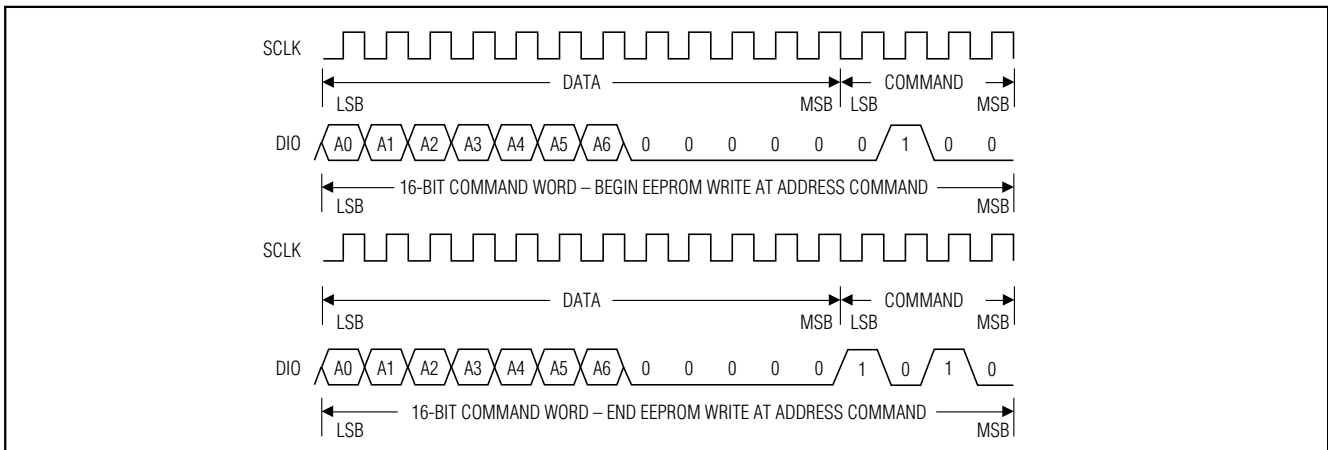 SCLK
DATA COMMAND
LSB MSB LSB MSB
DIO A0 A1 A2 A3 A4 A5 A6 0 0 0 0 0 0 1 0 0
16-BIT COMMAND WORD – BEGIN EEPROM WRITE AT ADDRESS COMMAND
LSB MSB
SCLK
DATA COMMAND
LSB MSB LSB MSB
DIO A0 A1 A2 A3 A4 A5 A6 0 0 0 0 0 1 0 1 0
16-BIT COMMAND WORD – END EEPROM WRITE AT ADDRESS COMMAND
LSB MSB